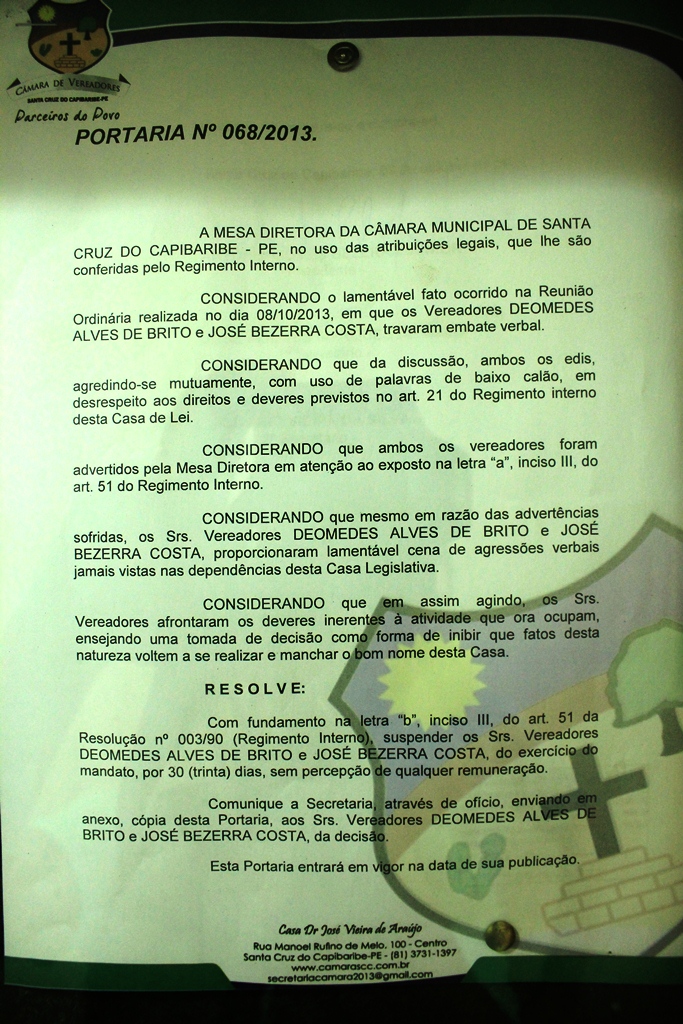 CÂMARA DE VEREADORES
SANTA CRUZ DO CAPIBARIBE-PE
Parceiros do Povo
PORTARIA Nº 068/2013.
A MESA DIRETORA DA CÂMARA MUNICIPAL DE SANTA
CRUZ DO CAPIBARIBE - PE, no uso das atribuições legais, que lhe são
conferidas pelo Regimento Interno.
CONSIDERANDO o lamentável fato ocorrido na Reunião
Ordinária realizada no dia 08/10/2013, em que os Vereadores DEOMEDES
ALVES DE BRITO e JOSÉ BEZERRA COSTA, travaram embate verbal.
CONSIDERANDO que da discussão, ambos os edis,
agredindo-se mutuamente, com uso de palavras de baixo calão, em
desrespeito aos direitos e deveres previstos no art. 21 do Regimento interno
desta Casa de Lei.
CONSIDERANDO que ambos os vereadores foram
advertidos pela Mesa Diretora em atenção ao exposto na letra “a”, inciso III, do
art. 51 do Regimento Interno.
CONSIDERANDO que mesmo em razão das advertências
sofridas, os Srs. Vereadores DEOMEDES ALVES DE BRITO e JOSÉ
BEZERRA COSTA, proporcionaram lamentável cena de agressões verbais
jamais vistas nas dependências desta Casa Legislativa.
CONSIDERANDO que em assim agindo, os Srs.
Vereadores afrontaram os deveres inerentes à atividade que ora ocupam,
ensejando uma tomada de decisão como forma de inibir que fatos desta
natureza voltem a se realizar e manchar o bom nome desta Casa.
R E S O L V E:
Com fundamento na letra “b”, inciso III, do art. 51 da
Resolução nº 003/90 (Regimento Interno), suspender os Srs. Vereadores
DEOMEDES ALVES DE BRITO e JOSÉ BEZERRA COSTA, do exercício do
mandato, por 30 (trinta) dias, sem percepção de qualquer remuneração.
Comunique a Secretaria, através de ofício, enviando em
anexo, cópia desta Portaria, aos Srs. Vereadores DEOMEDES ALVES DE
BRITO e JOSÉ BEZERRA COSTA, da decisão.
Esta Portaria entrará em vigor na data de sua publicação.
Casa Dr José Vieira de Araújo
Rua Manoel Rufino de Melo, 100 - Centro
Santa Cruz do Capibaribe-PE - (81) 3731-1397
www.camarascc.com.br
secretariacamara2013@gmail.com